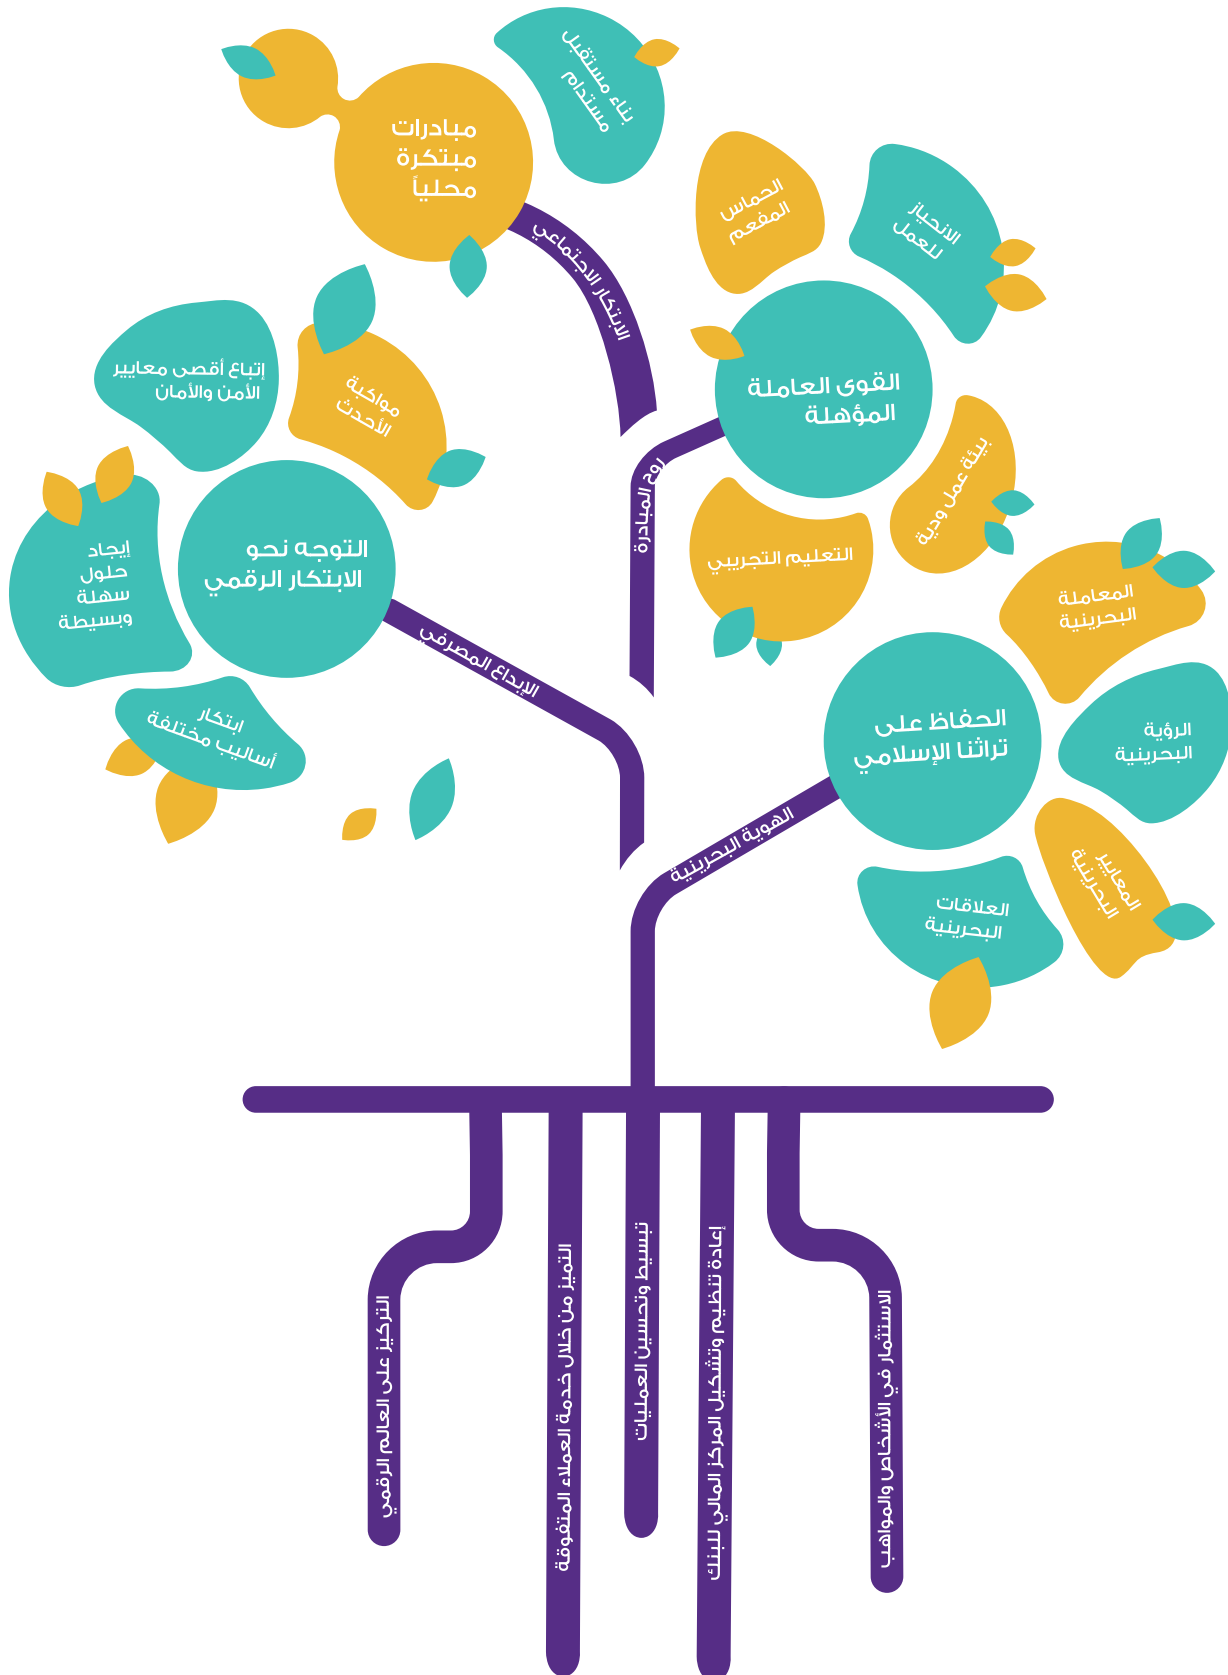 بناء مستقبل
مستدام
مبادرات
مبتكرة
محلياً
الابتكار الاجتماعي
الحماس
المفعم
الانحياز
للعمل
القوى العاملة
المؤهلة
روح المبادرة
بيئة عمل ودية
التعليم التجريبي
إتباع أقصى معايير
الأمن والأمان
مواكبة
الأحدث
التوجه نحو
الابتكار الرقمي
إيجاد
حلول
سهلة
وبسيطة
ابتكار
أساليب مختلفة
الإبداع المصرفي
المعاملة
البحرينية
الحفاظ على
تراثنا الإسلامي
الرؤية
البحرينية
المعايير
البحرينية
العلاقات
البحرينية
الهوية البحرينية
الاستثمار في الأشخاص والمواهب
إعادة تنظيم وتشكيل المركز المالي للبنك
تبسيط وتحسين العمليات
التميز من خلال خدمة العملاء المتفوقة
التركيز على العالم الرقمي